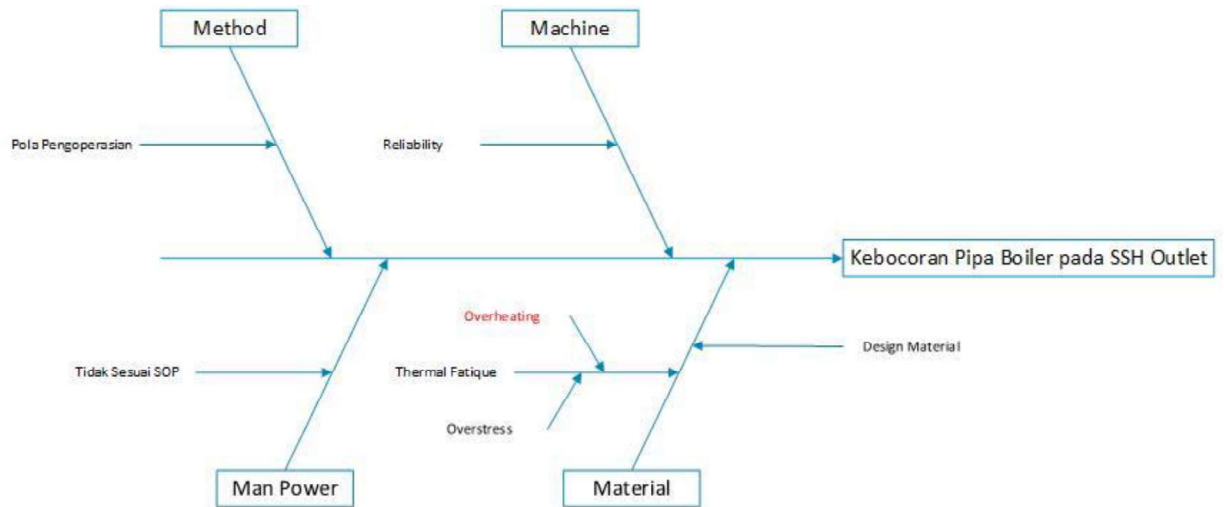 Method
Machine
Pola Pengoperasian
Reliability
Kebocoran Pipa Boiler pada SSH Outlet
Overheating
Design Material
Tidak Sesuai SOP
Thermal Fatique
Overstress
Man Power
Material